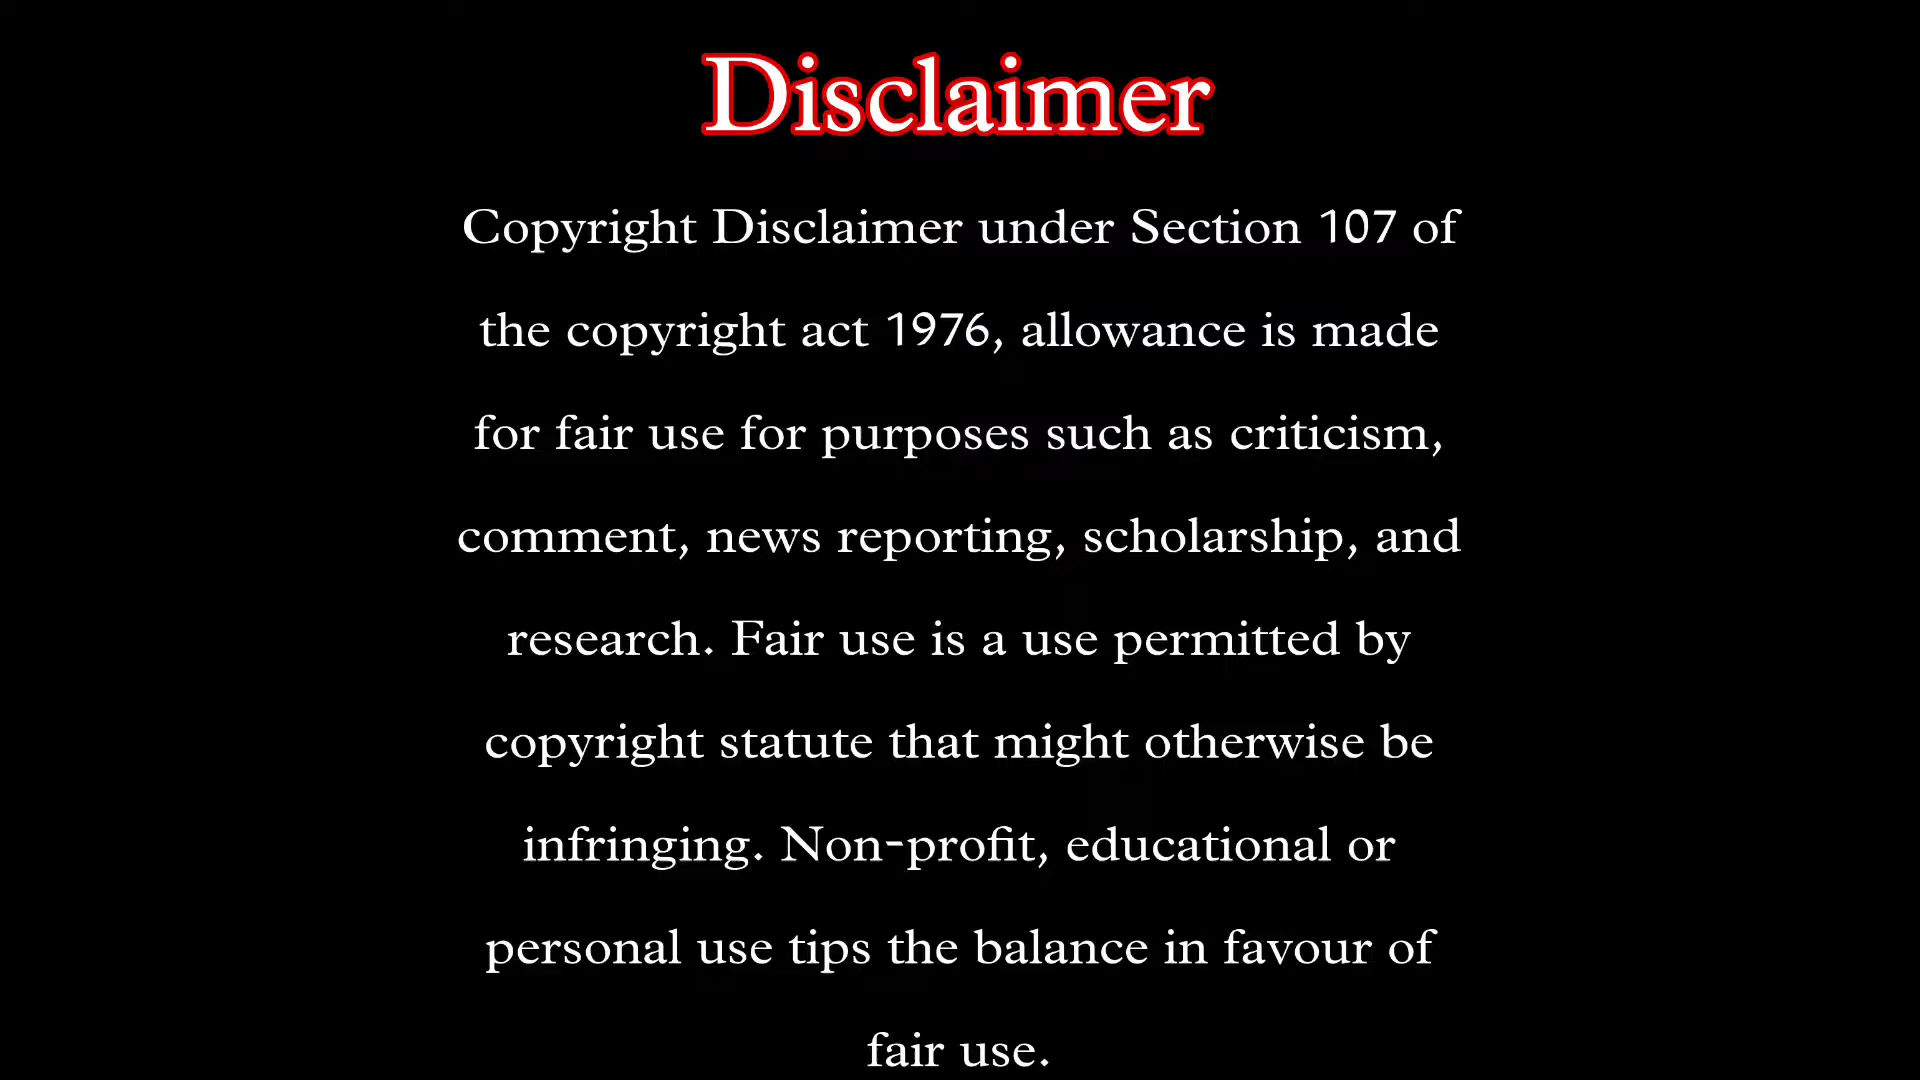 Disclaimer
Copyright Disclaimer under Section 107 of
the copyright act 1976, allowance is made
for fair use for purposes such as criticism,
comment, news reporting, scholarship, and
research. Fair use is a use permitted by
copyright statute that might otherwise be
infringing. Non-profit, educational or
personal use tips the balance in favour of
fair use.